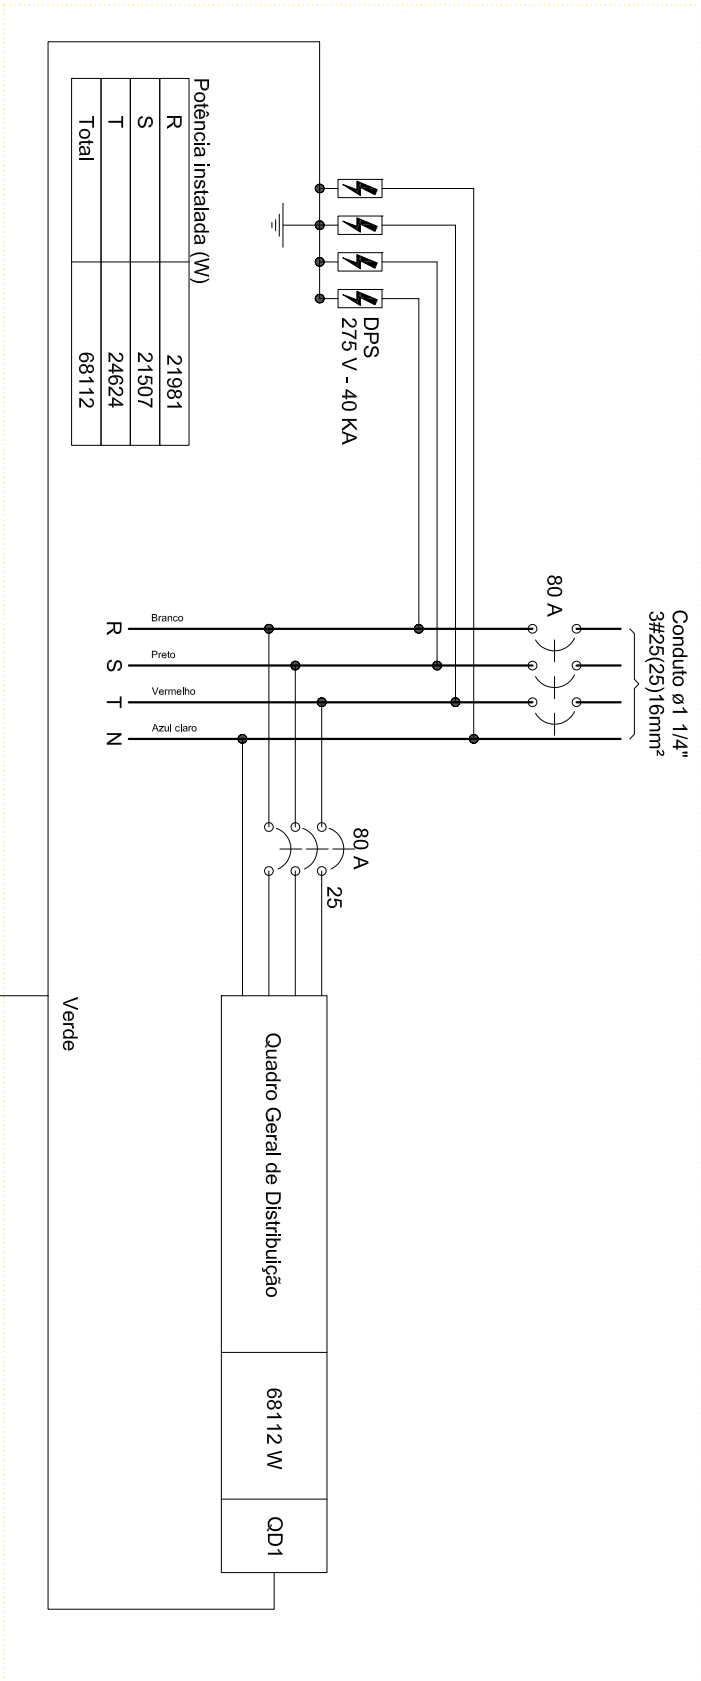 Conduto ø1 1/4"
3#25(25)16mm²
80 A
DPS
275 V - 40 KA
Branco
R
Preto
S
Vermelho
T
Azul claro
N
80 A
25
Quadro Geral de Distribuição
68112 W
QD1
Potência instalada (W)
R 21981
S 21507
T 24624
Total 68112
Verde